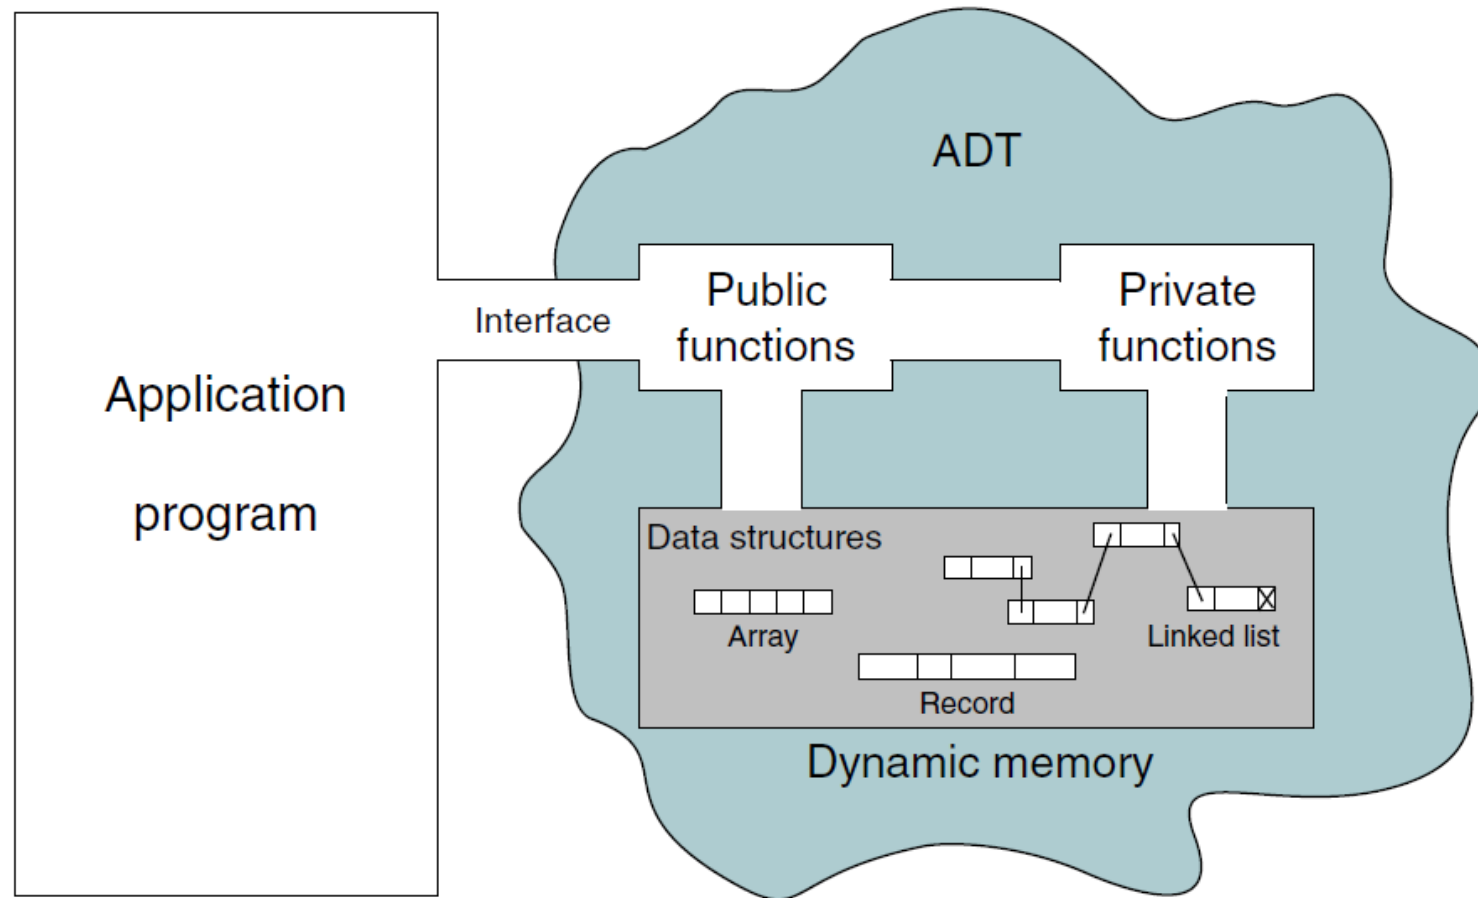 ADT
Application
program
Interface
Public
functions
Private
functions
Data structures
Array
Linked list
Record
Dynamic memory